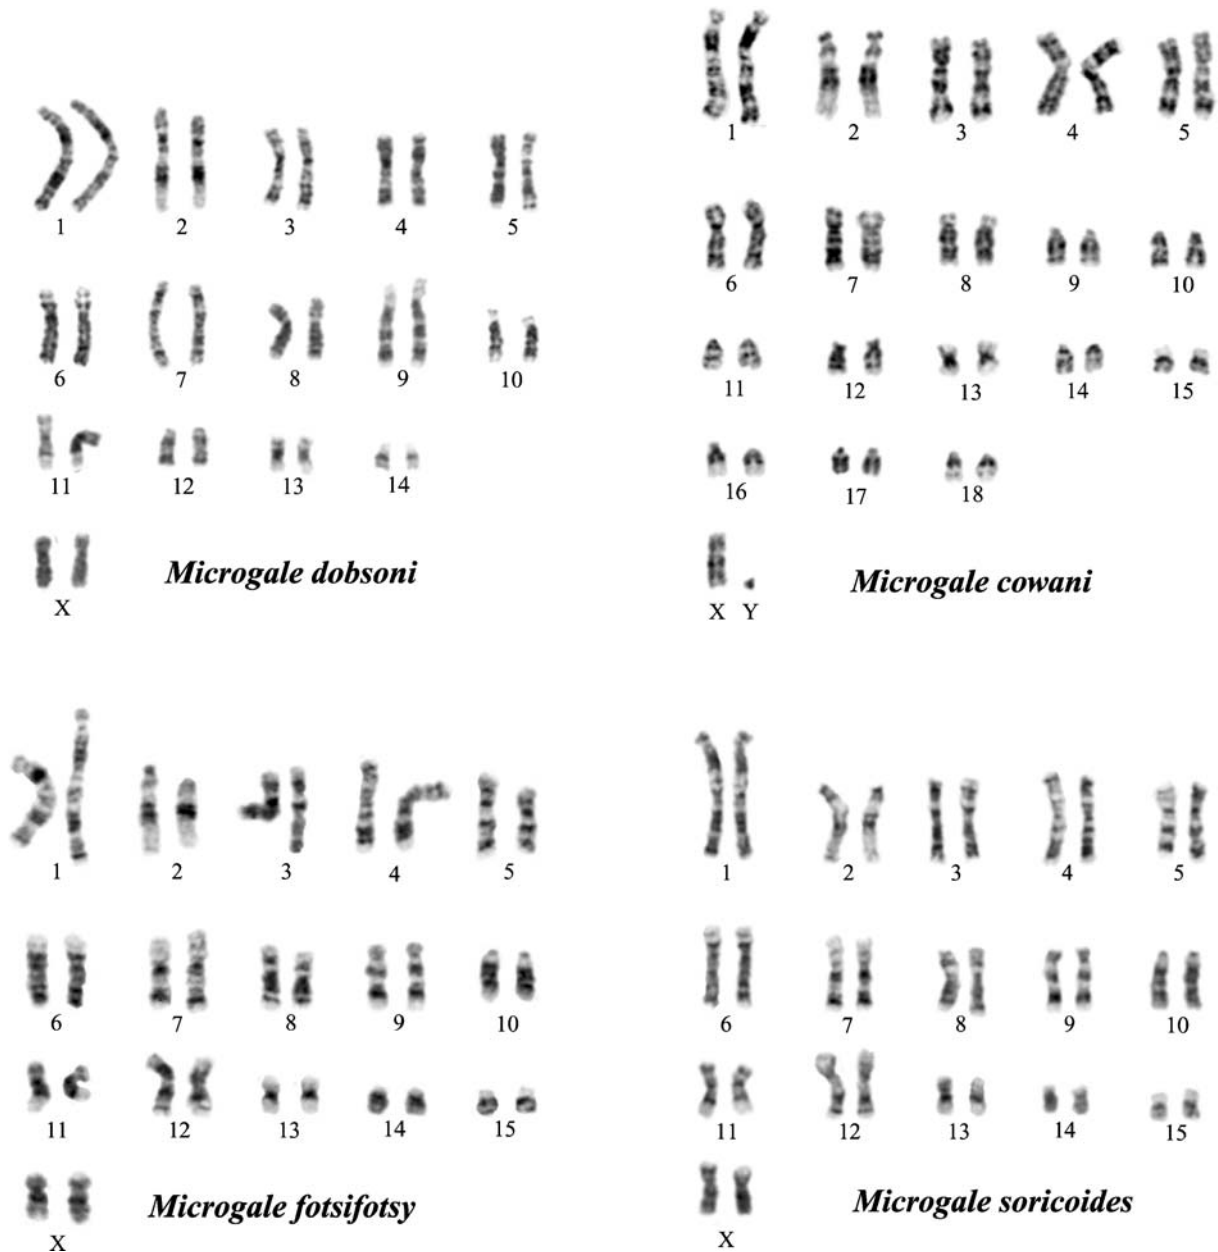 1 2 3 4 5
6 7 8 9 10
11 12 13 14
X
Microgale dobsoni
1 2 3 4 5
6 7 8 9 10
11 12 13 14 15
16 17 18
X Y
Microgale cowani
1 2 3 4 5
6 7 8 9 10
11 12 13 14 15
X
Microgale fotsifotsy
1 2 3 4 5
6 7 8 9 10
11 12 13 14 15
X
Microgale soricoides